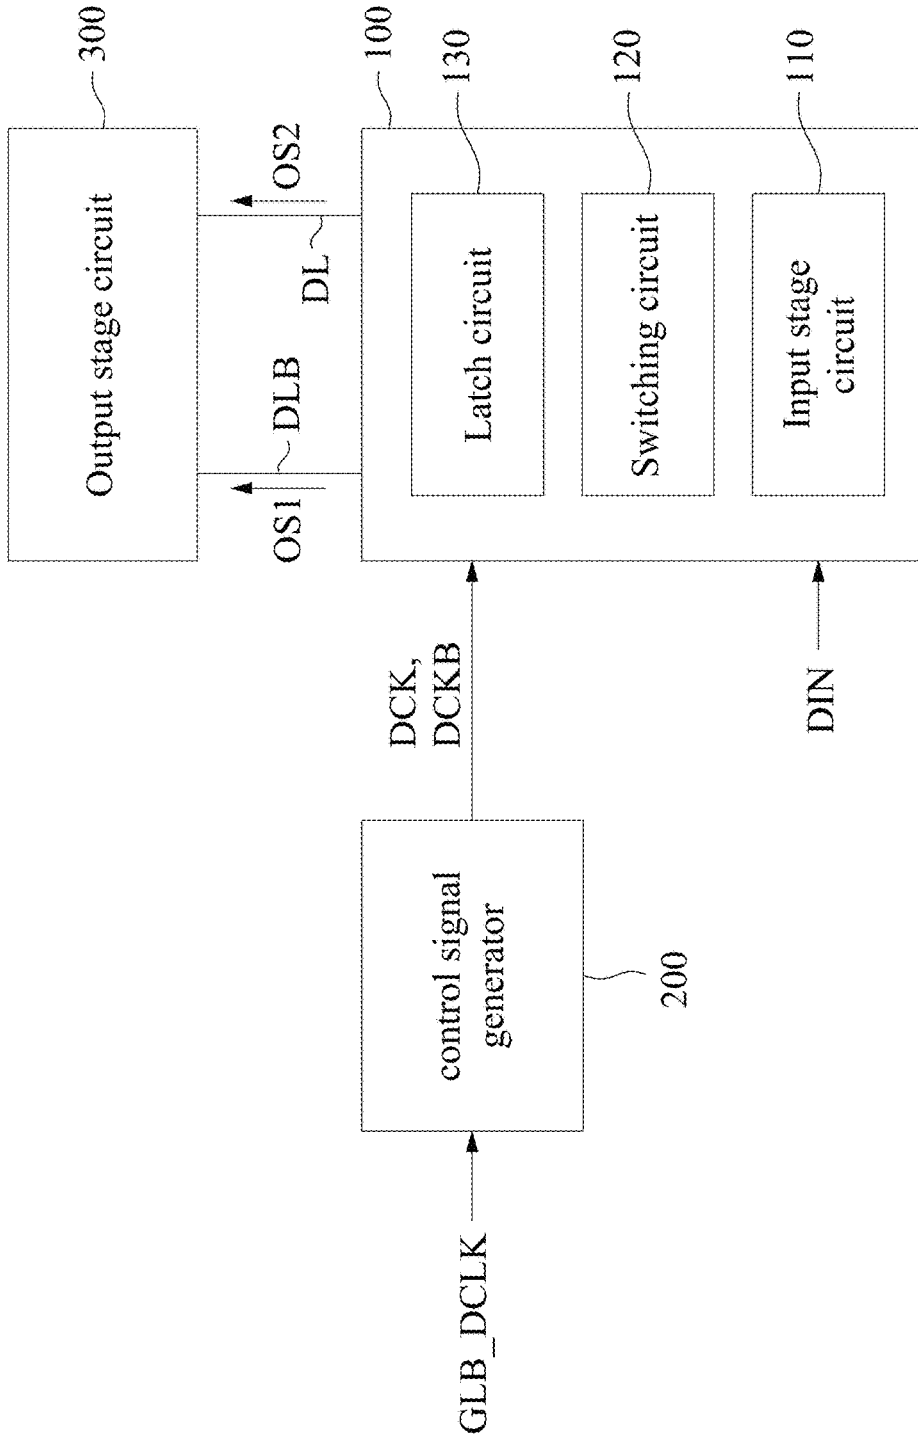 300
Output stage circuit
OS1
DLB
DL
OS2
100
Latch circuit
130
Switching circuit
120
Input stage
circuit
110
DCK,
DCKB
DIN
control signal
generator
200
GLB_DCLK